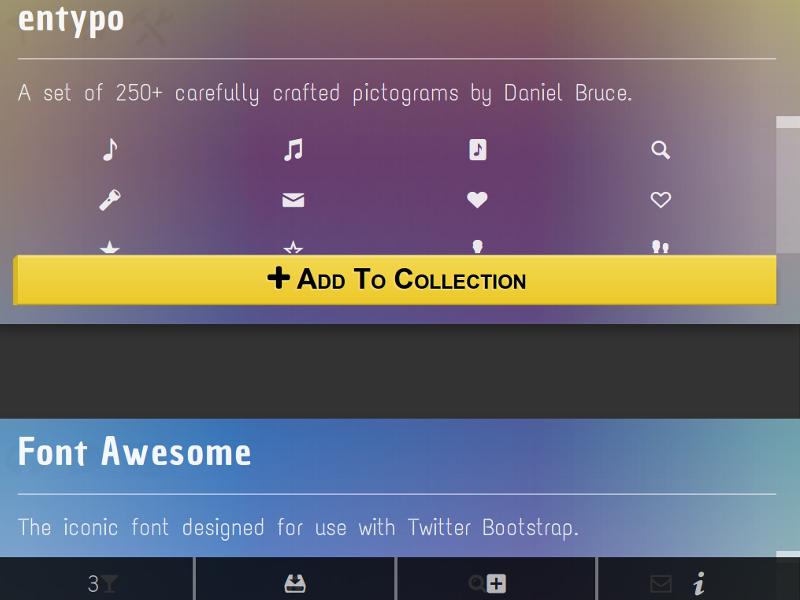 entypo
A set of 250+ carefully crafted pictograms by Daniel Bruce.
Add To Collection
Font Awesome
The iconic font designed for use with Twitter Bootstrap.
3